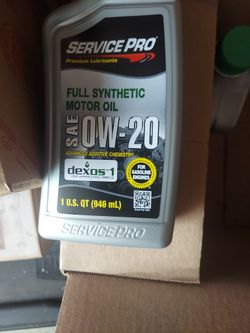 SERVICE PRO
Premium Lubricants
FULL SYNTHETIC
MOTOR OIL
SAE 0W-20
ADVANCED ADDITIVE CHEMISTRY
dexos 1
FOR
GASOLINE
ENGINES
1 U.S. QT (946 mL)
SERVICE PRO